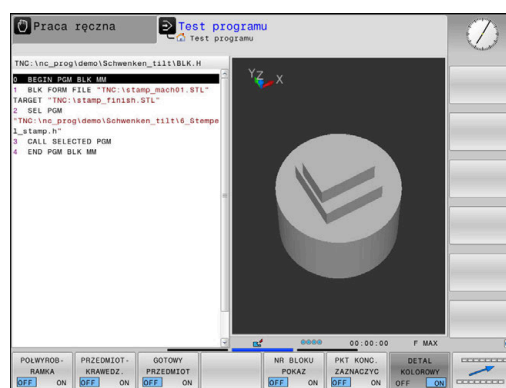 Praca ręczna
Test programu
Test programu
TNC:\nc_prog\demo\Schwenken_tilt\BLK.H
0 BEGIN PGM BLK MM
1 BLK FORM FILE "TNC:\stamp_mach01.STL"
TARGET "TNC:\stamp_finish.STL"
2 SEL PGM
"TNC:\nc_prog\demo\Schwenken_tilt\6_Stempe
l_stamp.h"
3 CALL SELECTED PGM
4 END PGM BLK MM
Y Z X
00:00:00 F MAX
POŁWYROB-
RAMKA
OFF ON
PRZEDMIOT-
KRAWEDZ.
OFF ON
GOTOWY
PRZEDMIOT
OFF ON
NR BLOKU
POKAZ
OFF ON
PKT KONC.
ZAZNACZYC
OFF ON
DETAL
KOLOROWY
OFF ON